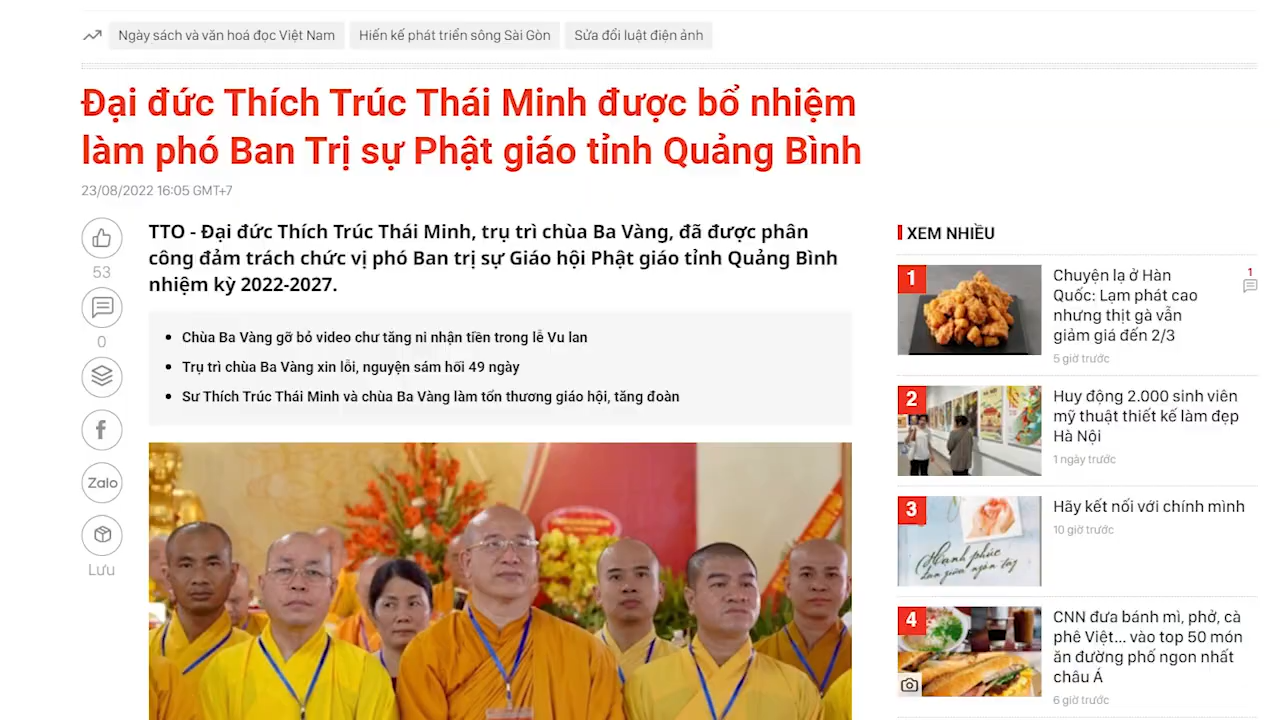 Ngày sách và văn hoá đọc Việt Nam
Hiến kế phát triển sông Sài Gòn
Sửa đổi luật điện ảnh
Đại đức Thích Trúc Thái Minh được bổ nhiệm
làm phó Ban Trị sự Phật giáo tỉnh Quảng Bình
23/08/2022 16:05 GMT+7
53
0
Zalo
Lưu
TTO - Đại đức Thích Trúc Thái Minh, trụ trì chùa Ba Vàng, đã được phân
công đảm trách chức vị phó Ban trị sự Giáo hội Phật giáo tỉnh Quảng Bình
nhiệm kỳ 2022-2027.
Chùa Ba Vàng gỡ bỏ video chư tăng ni nhận tiền trong lễ Vu lan
Trụ trì chùa Ba Vàng xin lỗi, nguyện sám hối 49 ngày
Sư Thích Trúc Thái Minh và chùa Ba Vàng làm tổn thương giáo hội, tăng đoàn
XEM NHIỀU
1
Chuyện lạ ở Hàn
Quốc: Lạm phát cao
nhưng thịt gà vẫn
giảm giá đến 2/3
1
5 giờ trước
2
Huy động 2.000 sinh viên
mỹ thuật thiết kế làm đẹp
Hà Nội
1 ngày trước
3
Hạnh phúc
Hãy kết nối với chính mình
10 giờ trước
4
CNN đưa bánh mì, phở, cà
phê Việt... vào top 50 món
ăn đường phố ngon nhất
châu Á
6 giờ trước